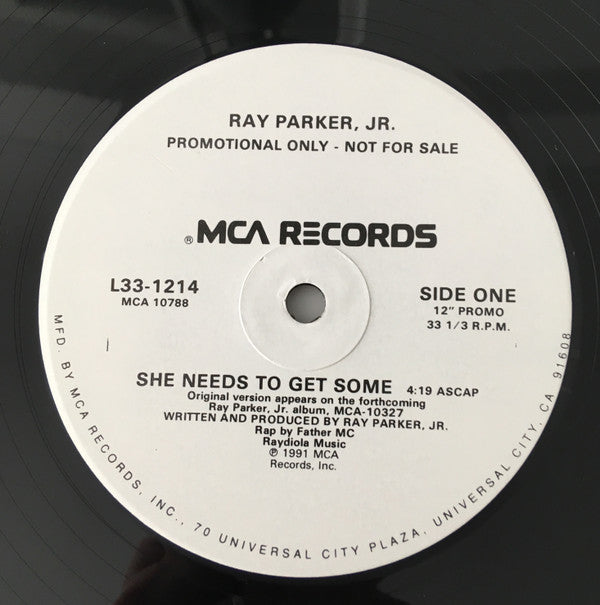 RAY PARKER, JR.
PROMOTIONAL ONLY - NOT FOR SALE
® MCA RECORDS
L33-1214
MCA 10788
SIDE ONE
12" PROMO
33 1/3 R.P.M.
SHE NEEDS TO GET SOME 4:19 ASCAP
Original version appears on the forthcoming
Ray Parker, Jr. album, MCA-10327
WRITTEN AND PRODUCED BY RAY PARKER, JR.
Rap by Father MC
Raydiola Music
℗ 1991 MCA
Records, Inc.
MFD. BY MCA RECORDS, INC., 70 UNIVERSAL CITY PLAZA, UNIVERSAL CITY, CA 91608